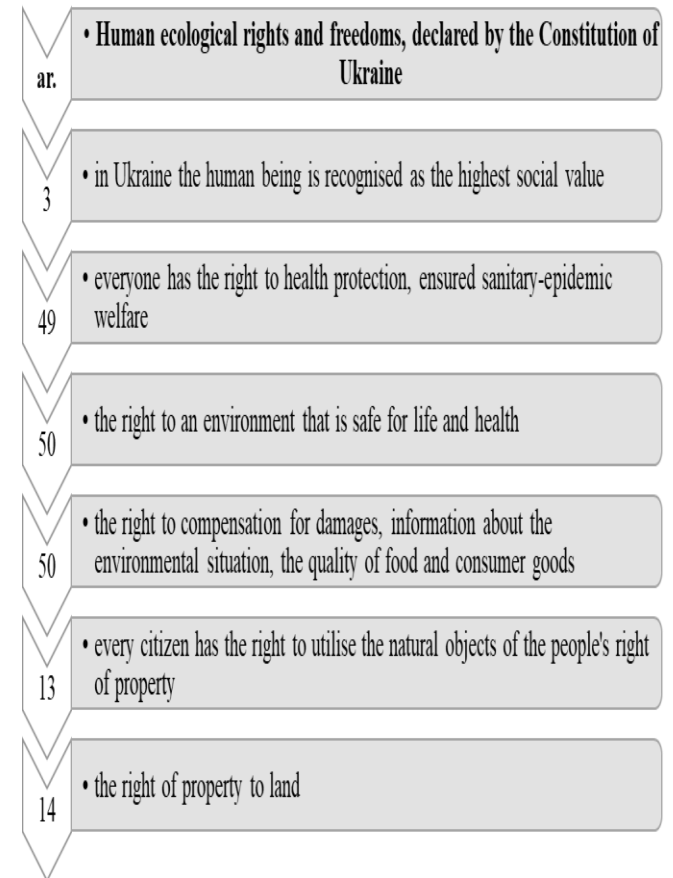 ar.
• Human ecological rights and freedoms, declared by the Constitution of
Ukraine
3
• in Ukraine the human being is recognised as the highest social value
49
• everyone has the right to health protection, ensured sanitary-epidemic
welfare
50
• the right to an environment that is safe for life and health
50
• the right to compensation for damages, information about the
environmental situation, the quality of food and consumer goods
13
• every citizen has the right to utilise the natural objects of the people's right
of property
14
• the right of property to land